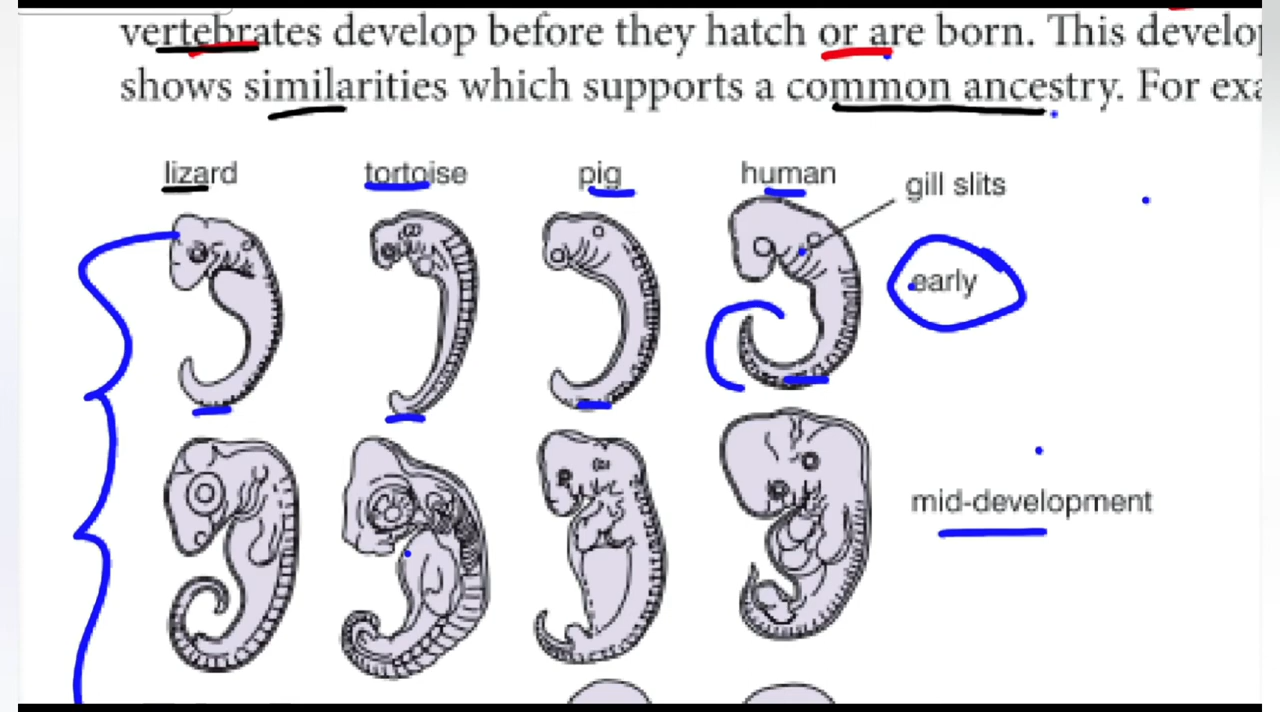 vertebrates develop before they hatch or are born. This develop
shows similarities which supports a common ancestry. For exa
lizard tortoise pig human gill slits
early
mid-development